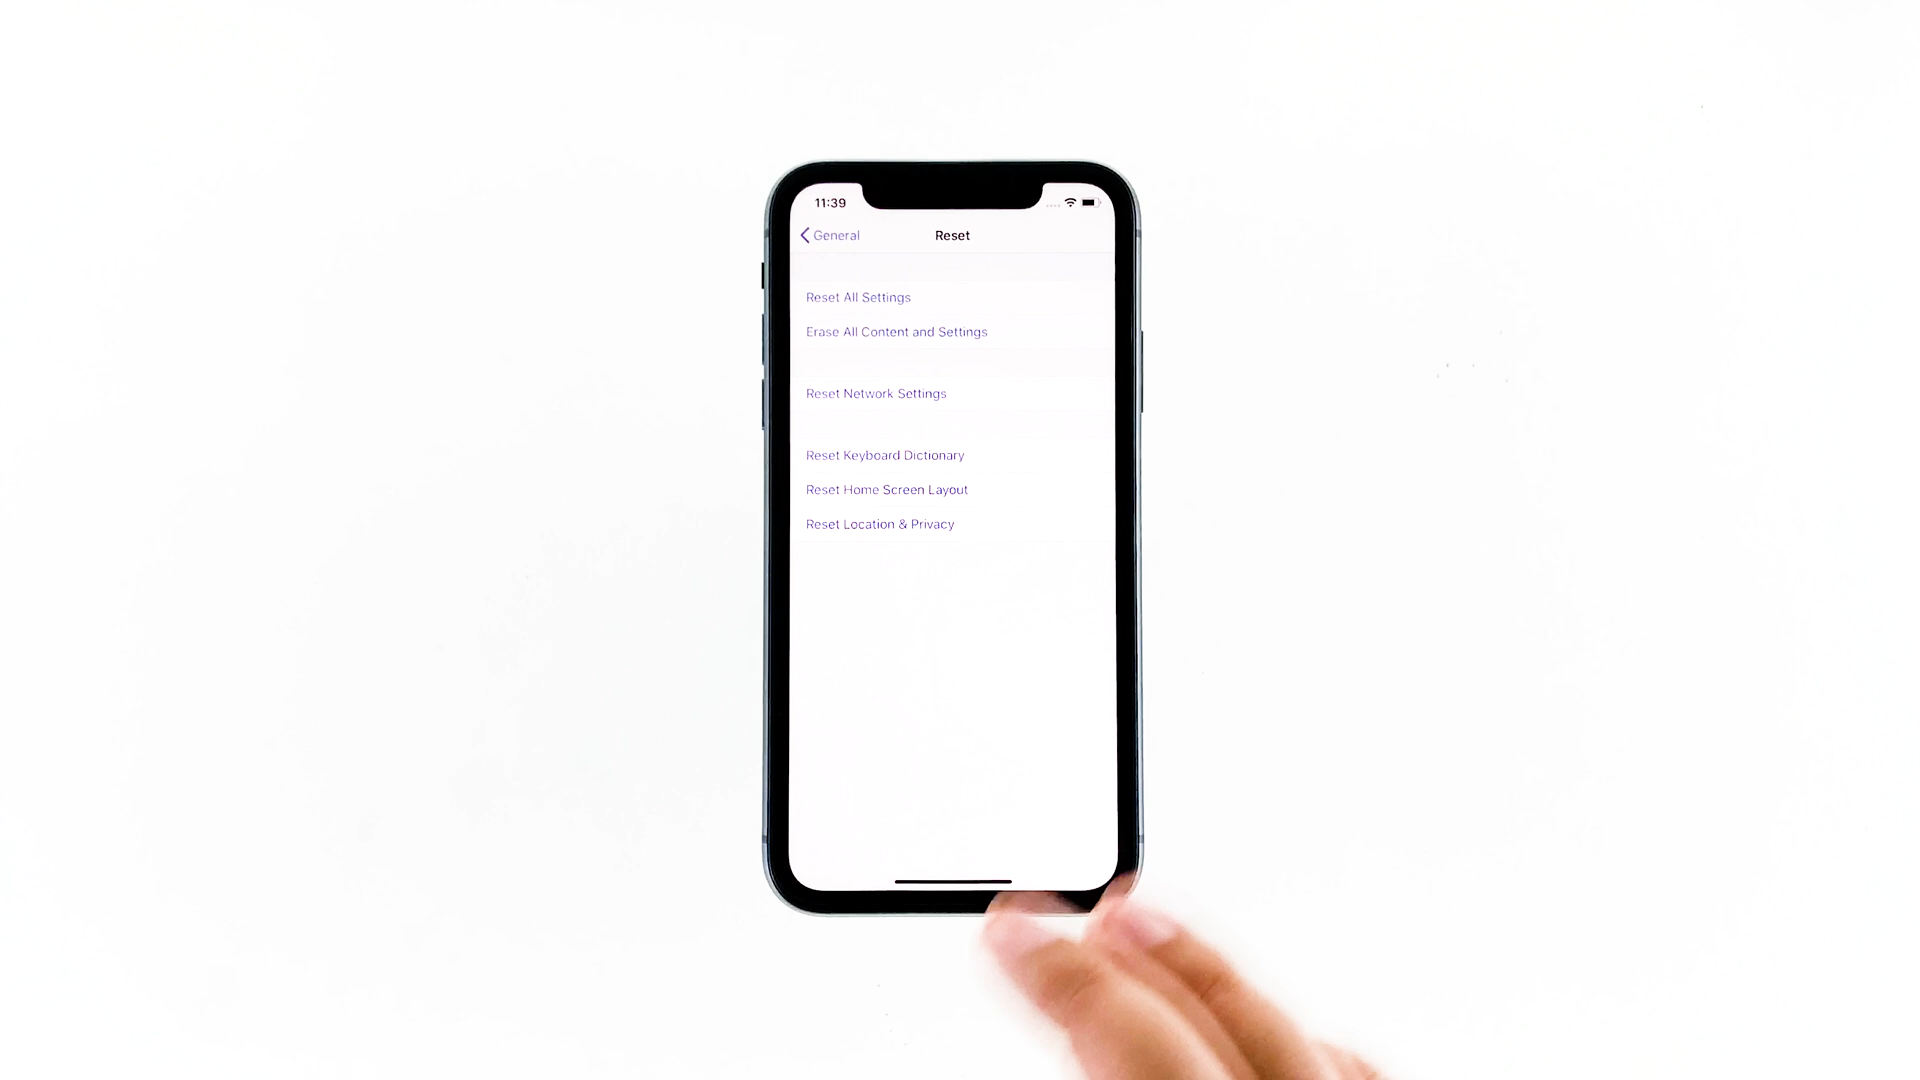 11:39
General
Reset
Reset All Settings
Erase All Content and Settings
Reset Network Settings
Reset Keyboard Dictionary
Reset Home Screen Layout
Reset Location & Privacy